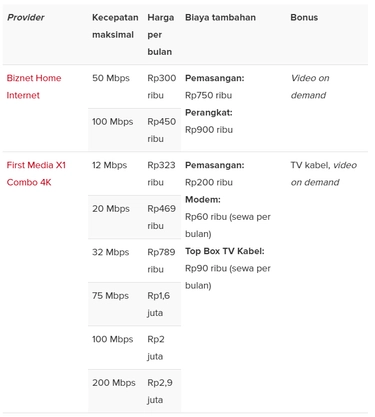 Provider
Kecepatan
maksimal
Harga
per
bulan
Biaya tambahan
Bonus
Biznet Home
Internet
50 Mbps
Rp300
ribu
100 Mbps
Rp450
ribu
Pemasangan:
Rp750 ribu
Perangkat:
Rp900 ribu
Video on
demand
First Media X1
Combo 4K
12 Mbps
Rp323
ribu
20 Mbps
Rp469
ribu
32 Mbps
Rp789
ribu
75 Mbps
Rp1,6
juta
100 Mbps
Rp2
juta
200 Mbps
Rp2,9
juta
Pemasangan:
Rp200 ribu
Modem:
Rp60 ribu (sewa per
bulan)
Top Box TV Kabel:
Rp90 ribu (sewa per
bulan)
TV kabel, video
on demand